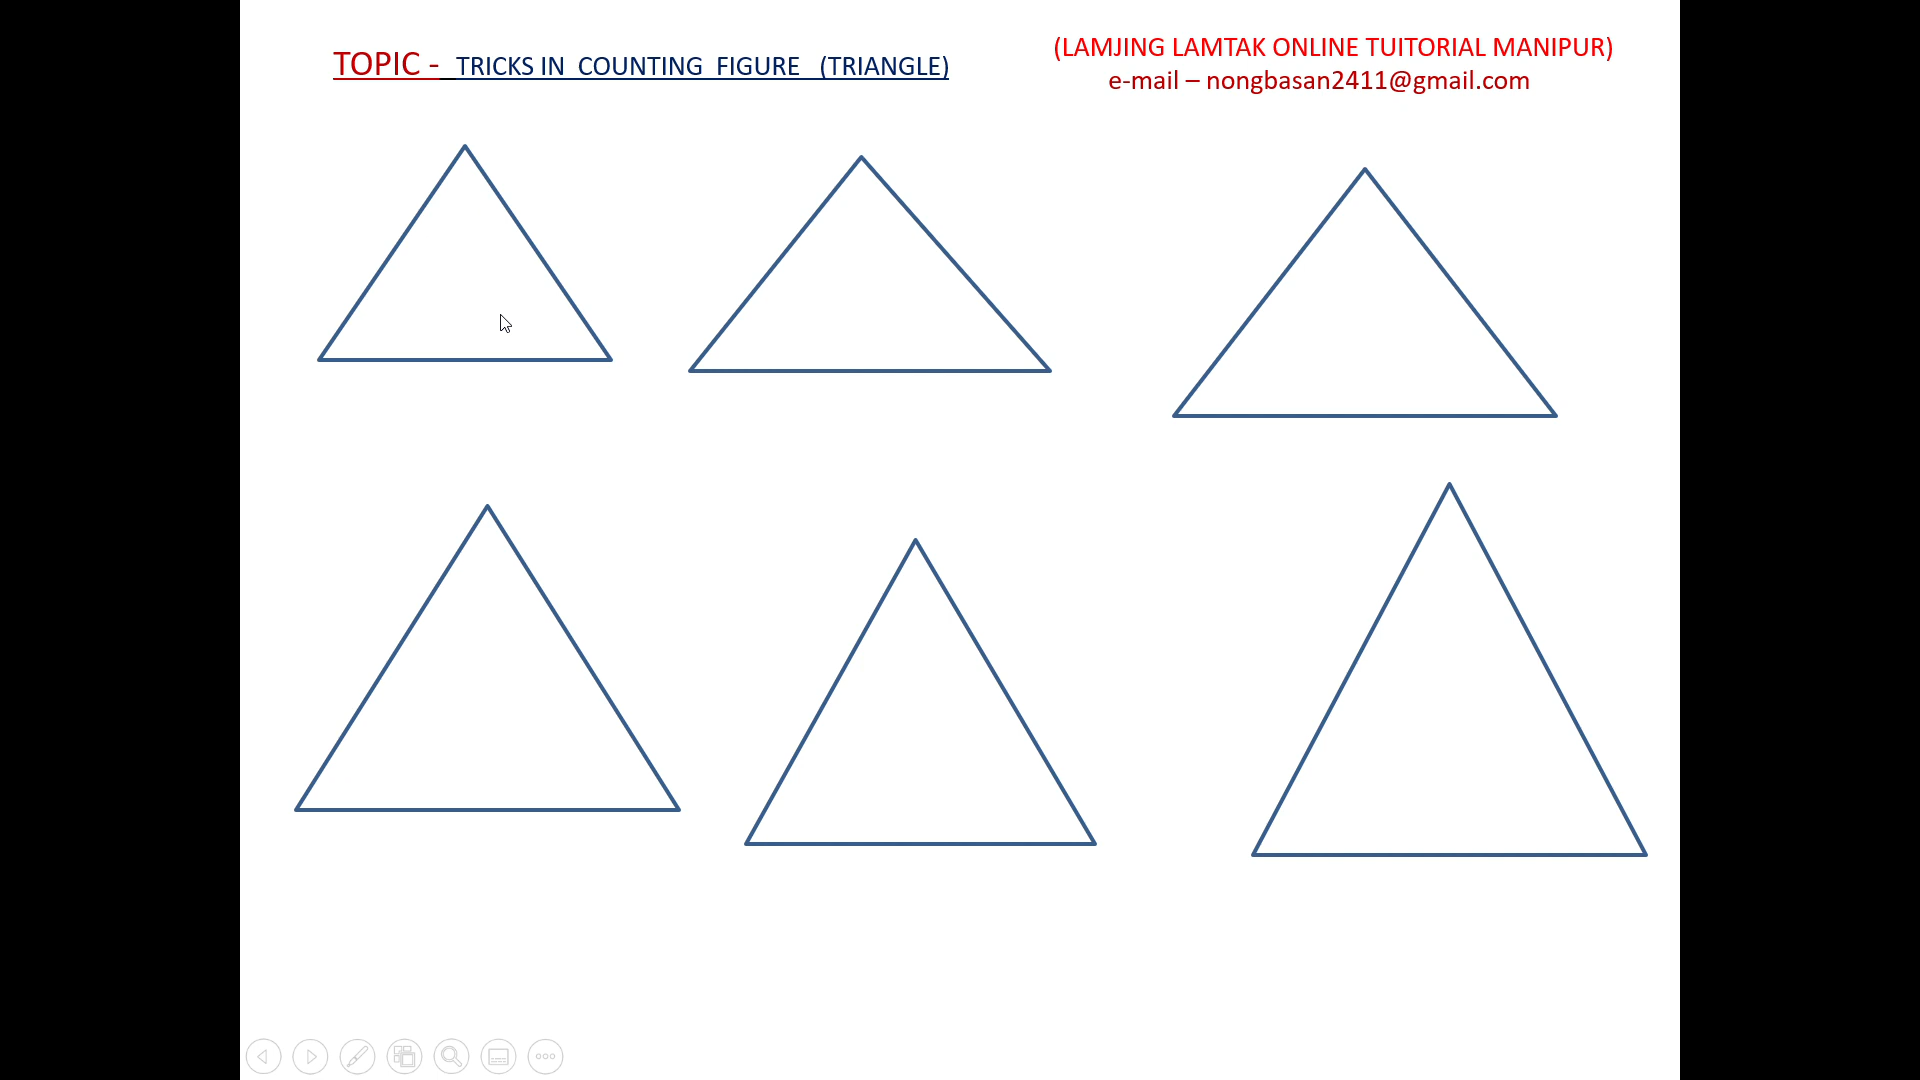 TOPIC - TRICKS IN COUNTING FIGURE (TRIANGLE)
(LAMJING LAMTAK ONLINE TUITORIAL MANIPUR)
e-mail – nongbasan2411@gmail.com